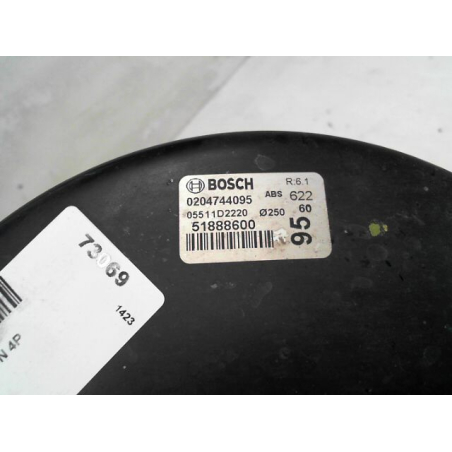 BOSCH R:6.1
0204744095 ABS 622
05511D2220 Ø250 60
51888600 95
73069
1423
N 4P